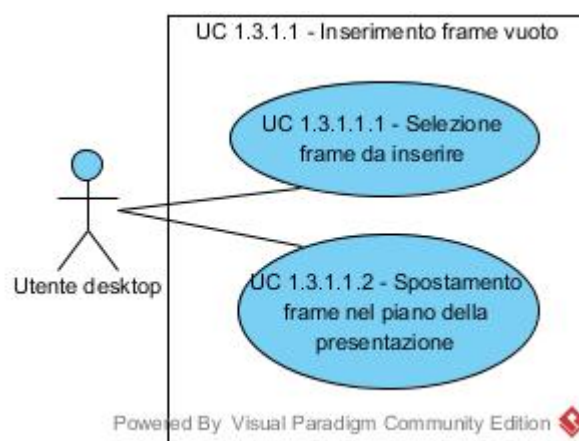 UC 1.3.1.1 - Inserimento frame vuoto
UC 1.3.1.1.1 - Selezione
frame da inserire
Utente desktop
UC 1.3.1.1.2 - Spostamento
frame nel piano della
presentazione
Powered By Visual Paradigm Community Edition